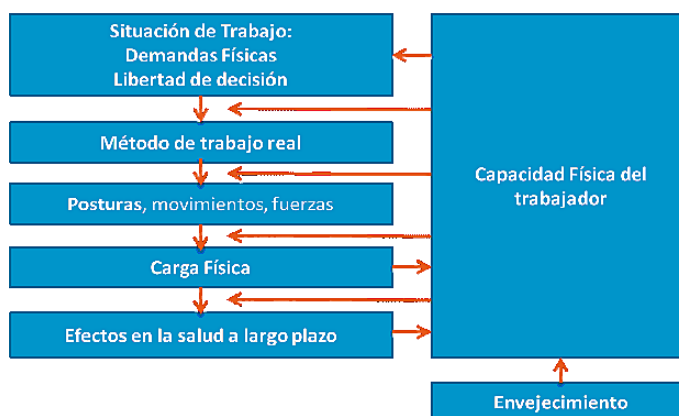 Situación de Trabajo:
Demandas Físicas
Libertad de decisión
Método de trabajo real
Posturas, movimientos, fuerzas
Carga Física
Efectos en la salud a largo plazo
Capacidad Física del
trabajador
Envejecimiento